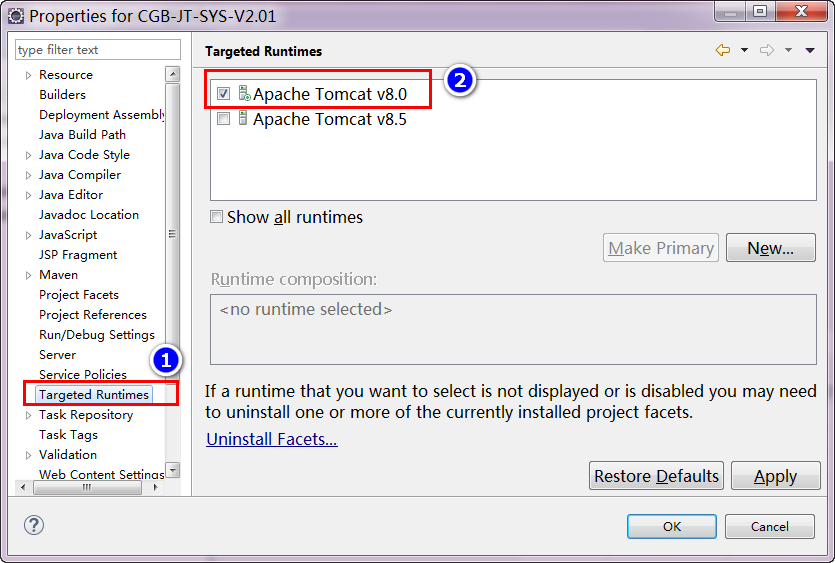 Properties for CGB-JT-SYS-V2.01
type filter text
Resource
Builders
Deployment Assembly
Java Build Path
Java Code Style
Java Compiler
Java Editor
Javadoc Location
JavaScript
JSP Fragment
Maven
Project Facets
Project References
Run/Debug Settings
Server
Service Policies
1
Targeted Runtimes
Task Repository
Task Tags
Validation
Web Content Settings
Targeted Runtimes
Apache Tomcat v8.0
2
Apache Tomcat v8.5
Show all runtimes
Make Primary
New...
Runtime composition:
<no runtime selected>
If a runtime that you want to select is not displayed or is disabled you may need
to uninstall one or more of the currently installed project facets.
Uninstall Facets...
Restore Defaults
Apply
?
OK
Cancel